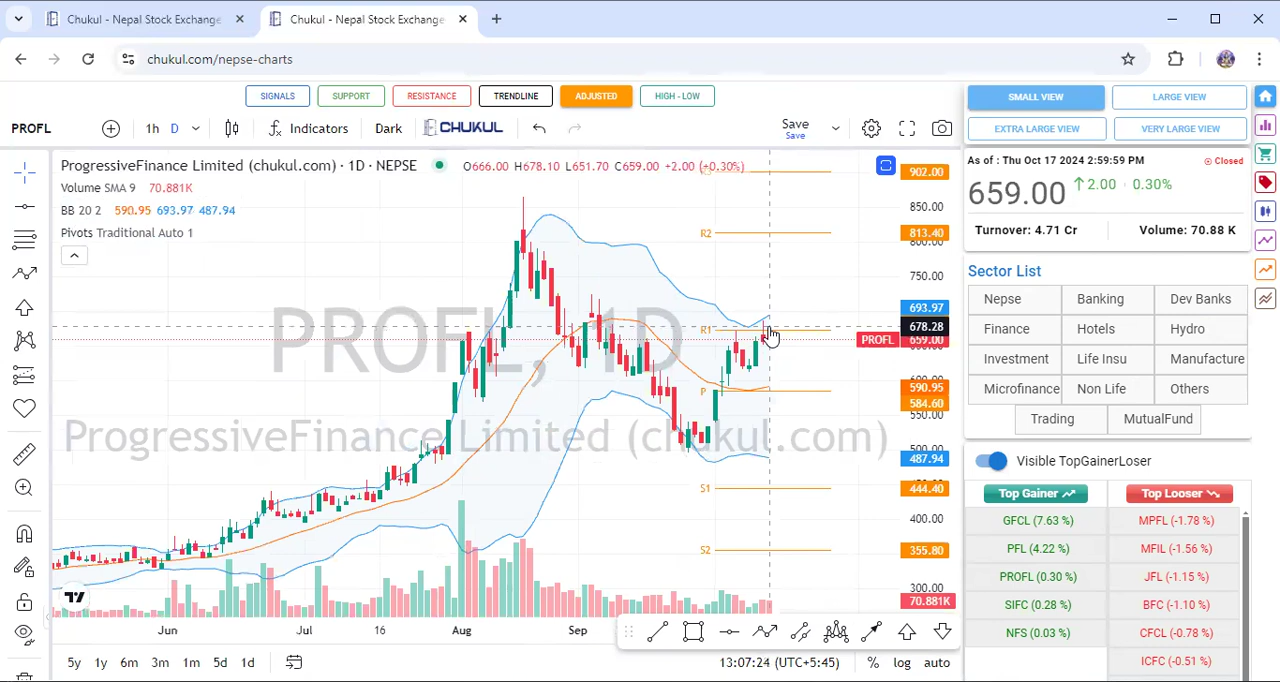 Chukul - Nepal Stock Exchange
Chukul - Nepal Stock Exchange
chukul.com/nepse-charts
SIGNALS
SUPPORT
RESISTANCE
TRENDLINE
ADJUSTED
HIGH - LOW
PROFL
1h
D
Indicators
Dark
CHUKUL
Save
Save
ProgressiveFinance Limited (chukul.com) · 1D · NEPSE
O666.00 H678.10 L651.70 C659.00 +2.00 (+0.30%)
Volume SMA 9 70.881K
BB 20 2 590.95 693.97 487.94
Pivots Traditional Auto 1
PROFL, 1D
ProgressiveFinance Limited (chukul.com)
R2
R1
P
S1
S2
902.00
850.00
813.40
800.00
750.00
693.97
678.28
PROFL 659.00
600.00
590.95
584.60
550.00
500.00
487.94
444.40
400.00
355.80
300.00
70.881K
Jun
Jul
16
Aug
Sep
5y
1y
6m
3m
1m
5d
1d
13:07:24 (UTC+5:45)
%
log
auto
SMALL VIEW
LARGE VIEW
EXTRA LARGE VIEW
VERY LARGE VIEW
As of : Thu Oct 17 2024 2:59:59 PM
Closed
659.00 2.00 · 0.30%
Turnover: 4.71 Cr
Volume: 70.88 K
Sector List
Nepse
Banking
Dev Banks
Finance
Hotels
Hydro
Investment
Life Insu
Manufacture
Microfinance
Non Life
Others
Trading
MutualFund
Visible TopGainerLoser
Top Gainer
Top Looser
GFCL (7.63 %)
MPFL (-1.78 %)
PFL (4.22 %)
MFIL (-1.56 %)
PROFL (0.30 %)
JFL (-1.15 %)
SIFC (0.28 %)
BFC (-1.10 %)
NFS (0.03 %)
CFCL (-0.78 %)
ICFC (-0.51 %)